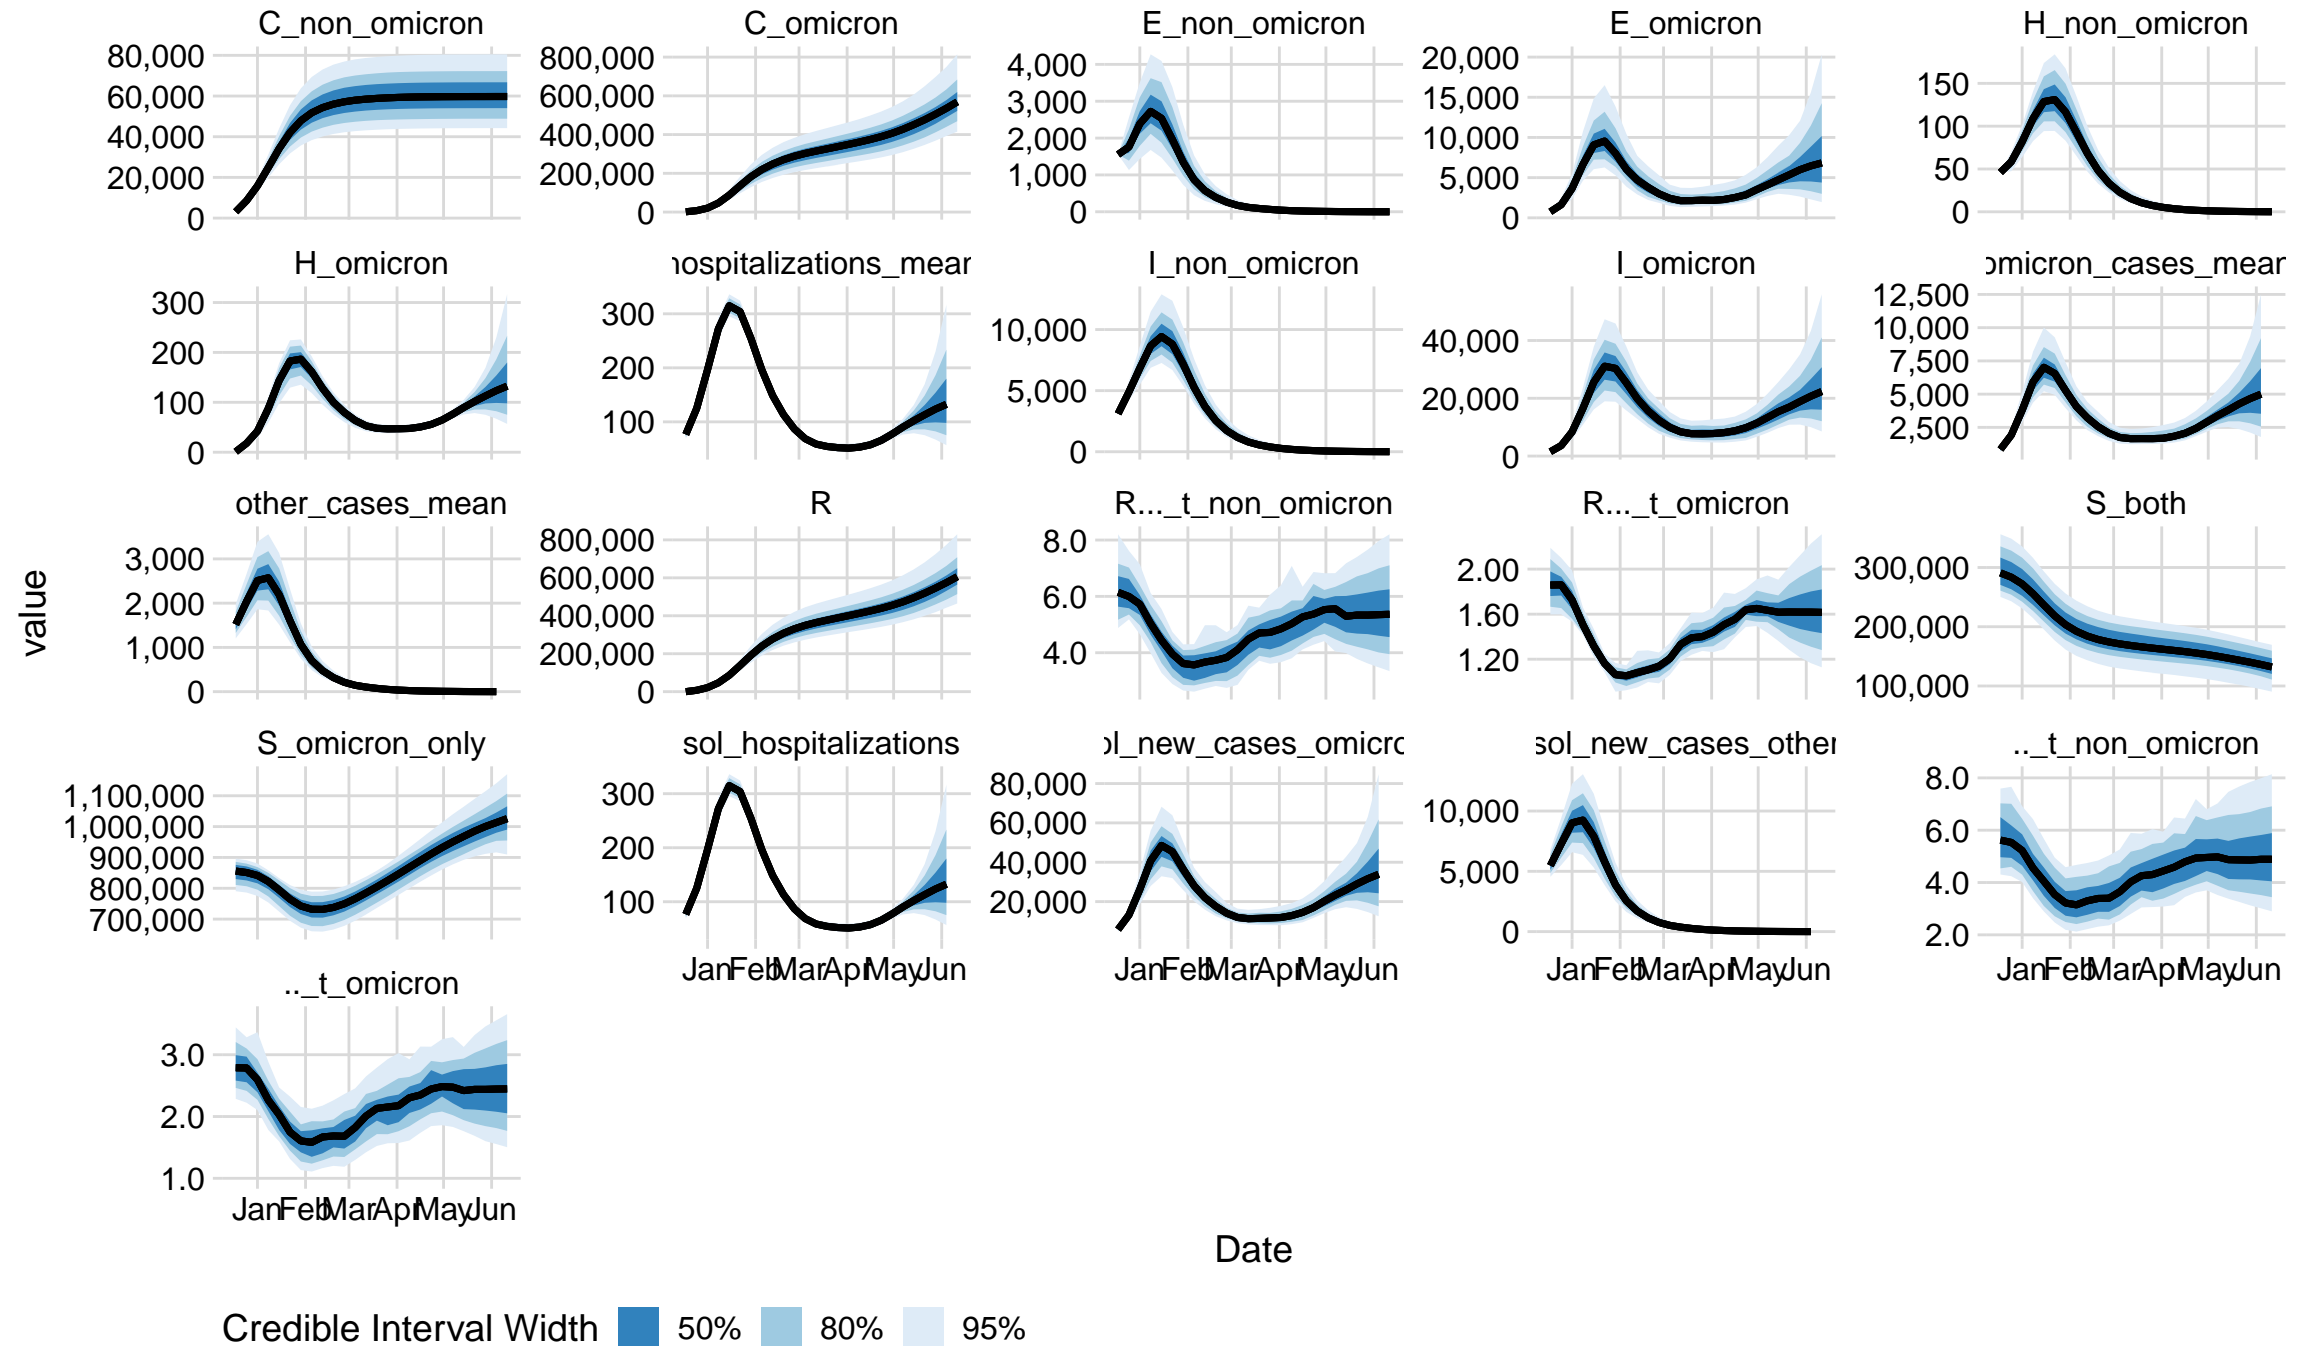 C_non_omicron
80,000
60,000
40,000
20,000
0
C_omicron
800,000
600,000
400,000
200,000
0
E_non_omicron
4,000
3,000
2,000
1,000
0
E_omicron
20,000
15,000
10,000
5,000
0
H_non_omicron
150
100
50
0
H_omicron
300
200
100
0
hospitalizations_mean
300
200
100
I_non_omicron
10,000
5,000
0
I_omicron
40,000
20,000
0
omicron_cases_mean
12,500
10,000
7,500
5,000
2,500
other_cases_mean
3,000
2,000
1,000
0
R
800,000
600,000
400,000
200,000
0
R..._t_non_omicron
8.0
6.0
4.0
R..._t_omicron
2.00
1.60
1.20
S_both
300,000
200,000
100,000
S_omicron_only
1,100,000
1,000,000
900,000
800,000
700,000
sol_hospitalizations
300
200
100
Jan Feb Mar Apr May Jun
ol_new_cases_omicro
80,000
60,000
40,000
20,000
Jan Feb Mar Apr May Jun
sol_new_cases_other
10,000
5,000
0
Jan Feb Mar Apr May Jun
.._t_non_omicron
8.0
6.0
4.0
2.0
Jan Feb Mar Apr May Jun
.._t_omicron
3.0
2.0
1.0
Jan Feb Mar Apr May Jun
value
Date
Credible Interval Width 50% 80% 95%